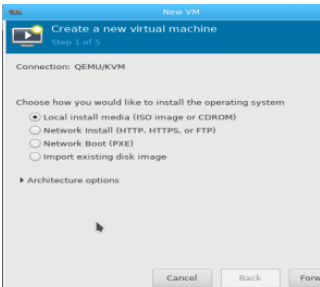 New VM
Create a new virtual machine
Step 1 of 5
Connection: QEMU/KVM
Choose how you would like to install the operating system
Local install media (ISO image or CDROM)
Network Install (HTTP, HTTPS, or FTP)
Network Boot (PXE)
Import existing disk image
Architecture options
Cancel Back Forw